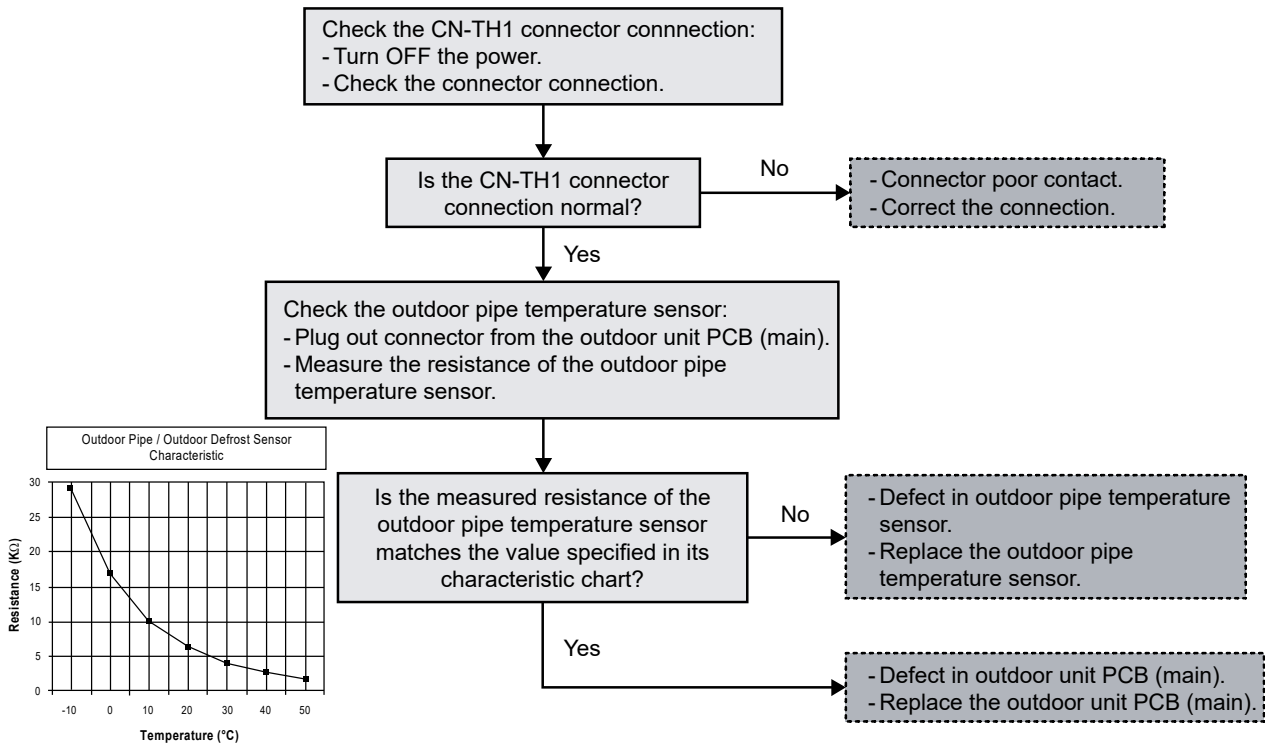 Check the CN-TH1 connector connnection:
- Turn OFF the power.
- Check the connector connection.
Is the CN-TH1 connector
connection normal?
No
- Connector poor contact.
- Correct the connection.
Yes
Check the outdoor pipe temperature sensor:
- Plug out connector from the outdoor unit PCB (main).
- Measure the resistance of the outdoor pipe
temperature sensor.
Outdoor Pipe / Outdoor Defrost Sensor
Characteristic
30
25
20
15
10
5
0
Resistance (KΩ)
-10 0 10 20 30 40 50
Temperature (°C)
Is the measured resistance of the
outdoor pipe temperature sensor
matches the value specified in its
characteristic chart?
No
- Defect in outdoor pipe temperature
sensor.
- Replace the outdoor pipe
temperature sensor.
Yes
- Defect in outdoor unit PCB (main).
- Replace the outdoor unit PCB (main).